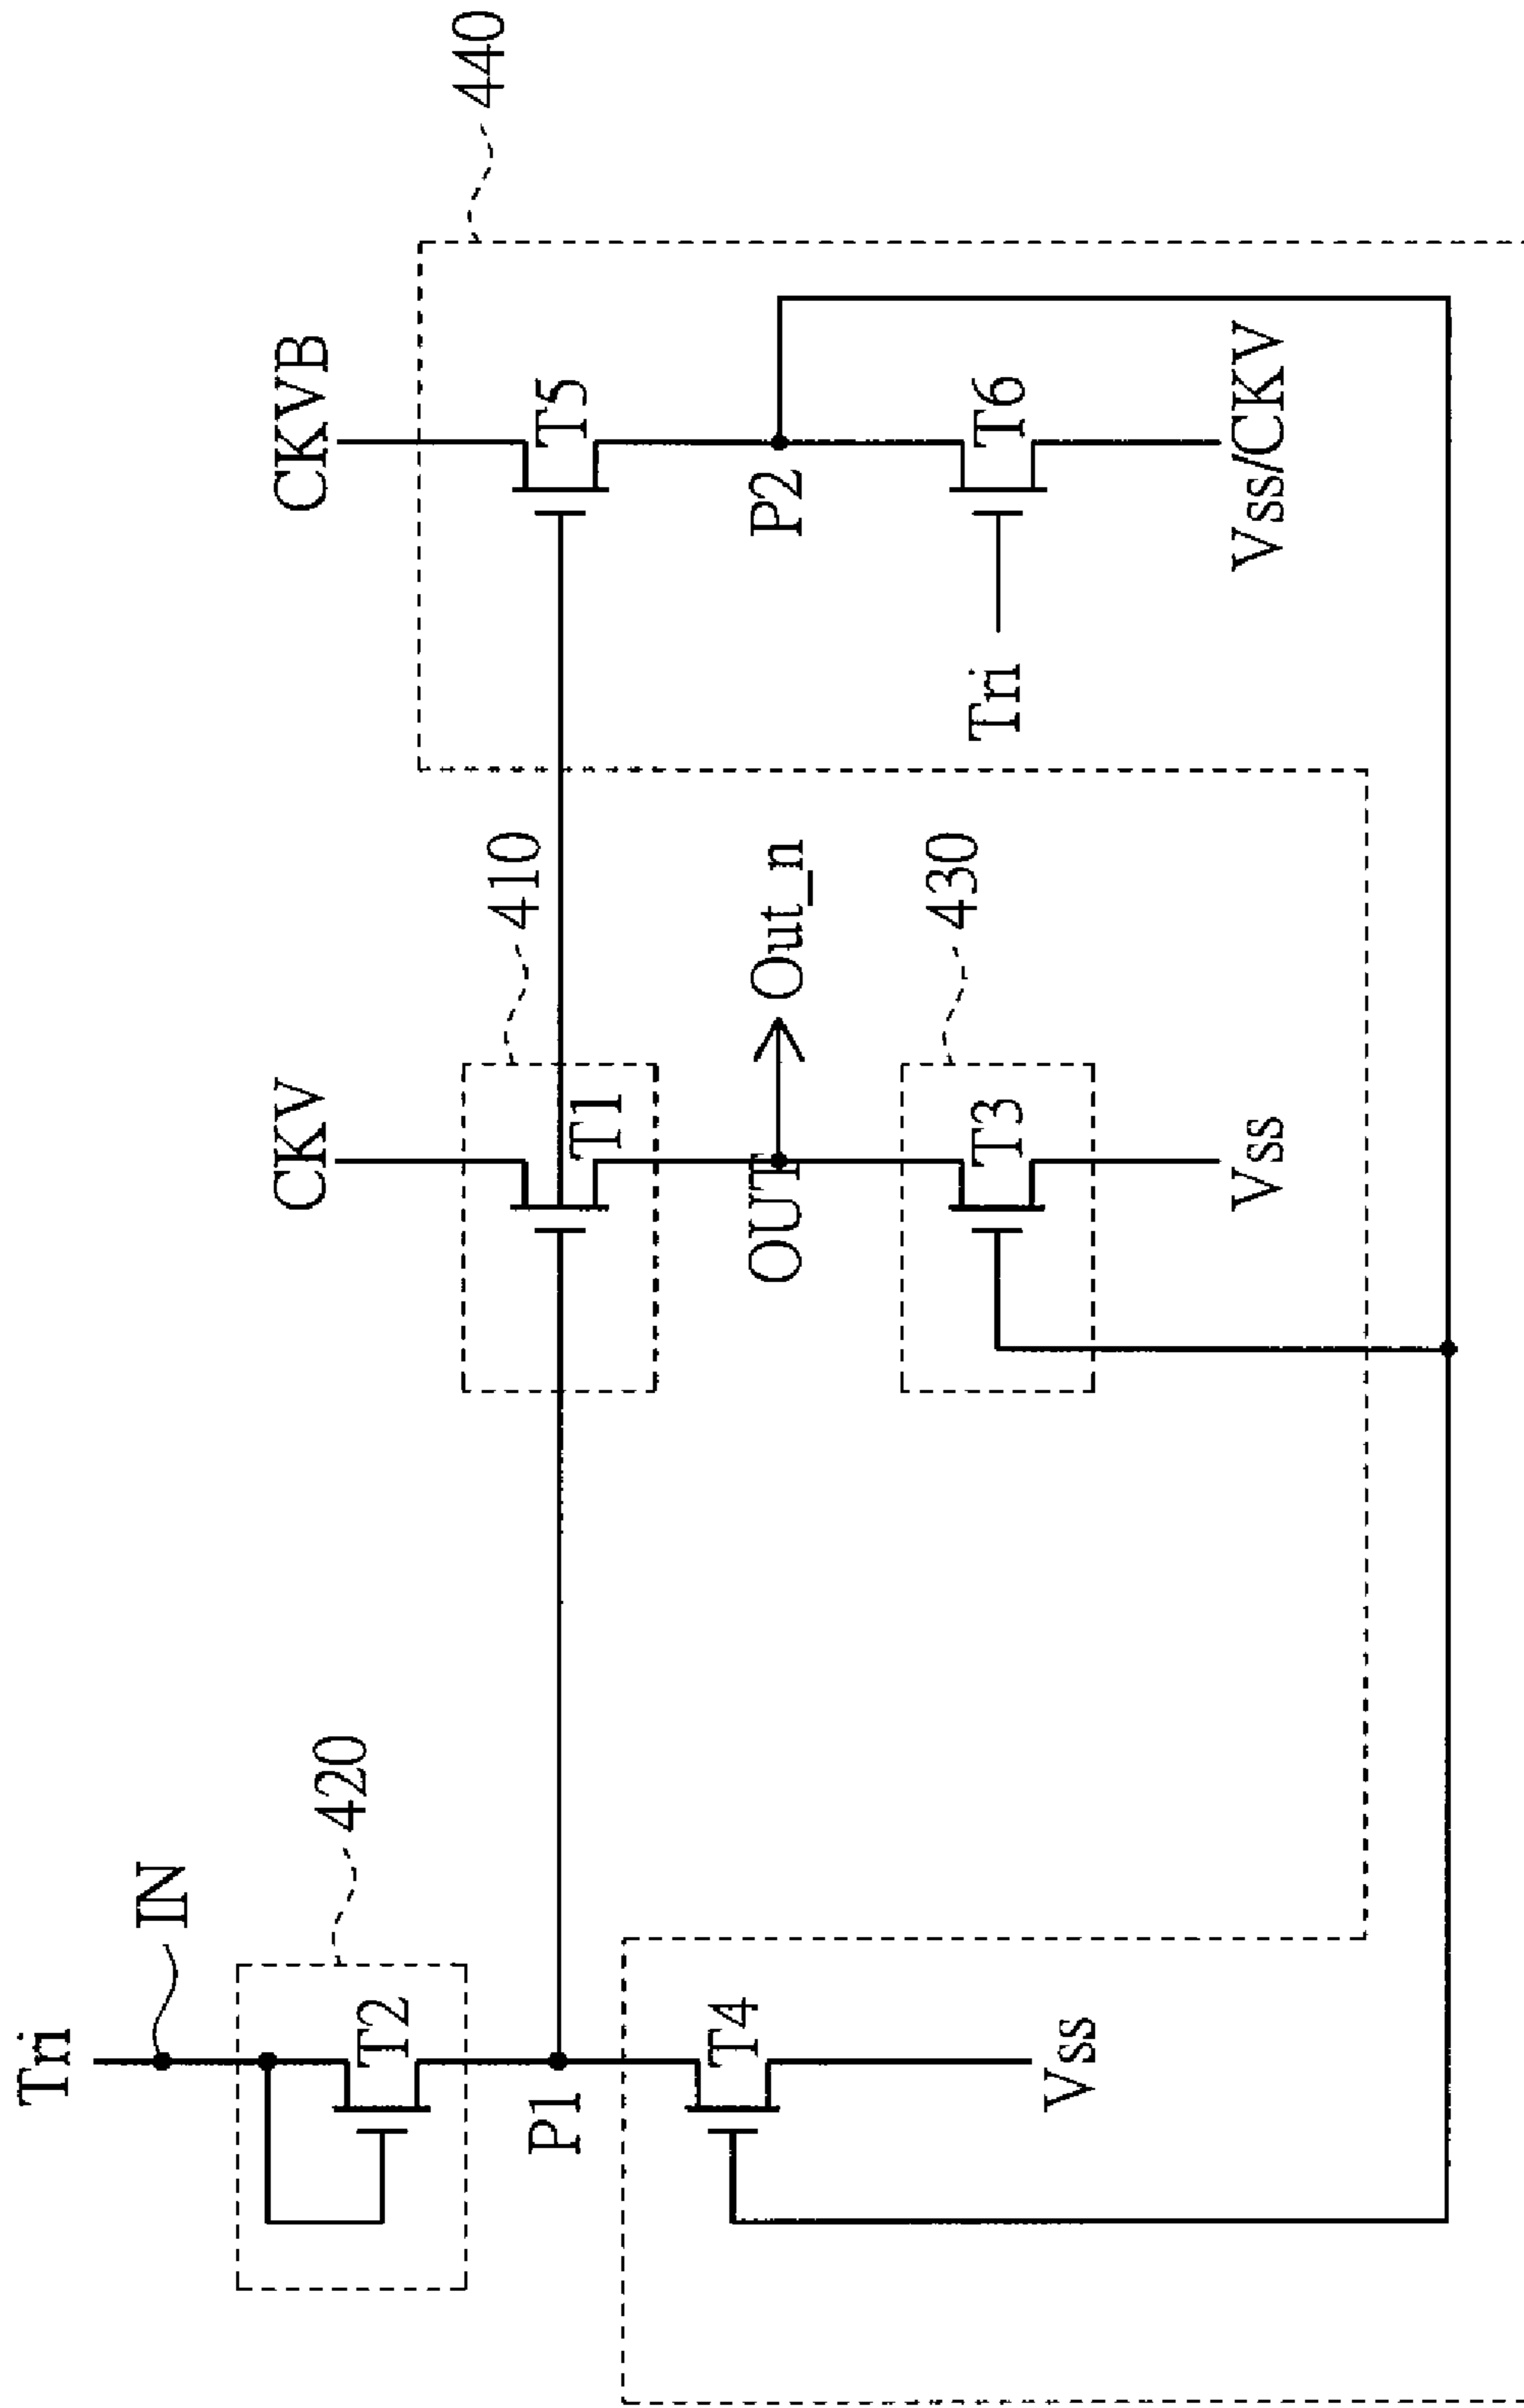 Tri
IN
420
T2
P1
T4
Vss
CKV
410
T1
OUT
Out_n
430
T3
Vss
CKVB
440
T5
P2
T6
Tri
Vss/CKV